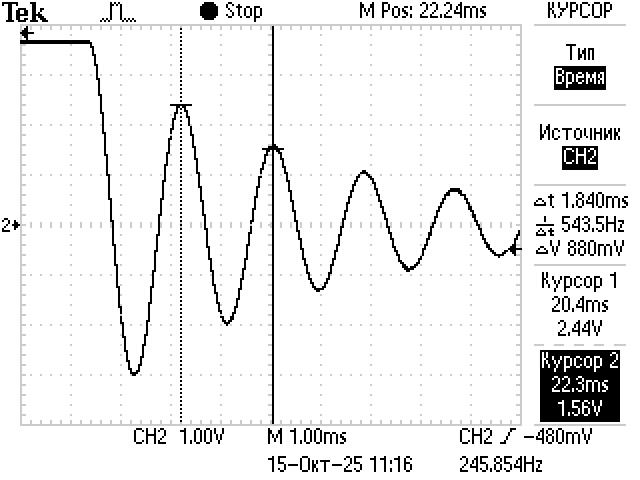 Tek Stop M Pos: 22.24ms КУРСОР
Тип
Время
Источник
CH2
△t 1.840ms
1/△t 543.5Hz
△V 880mV
2
Курсор 1
20.4ms
2.44V
Курсор 2
22.3ms
1.56V
CH2 1.00V M 1.00ms CH2 -480mV
15-Окт-25 11:16 245.854Hz